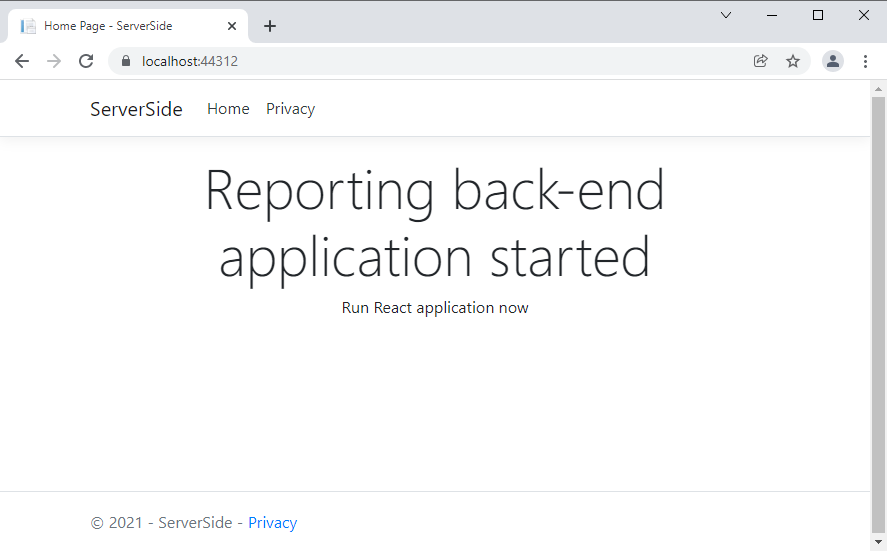 Home Page - ServerSide
localhost:44312
ServerSide Home Privacy
Reporting back-end
application started
Run React application now
© 2021 - ServerSide - Privacy